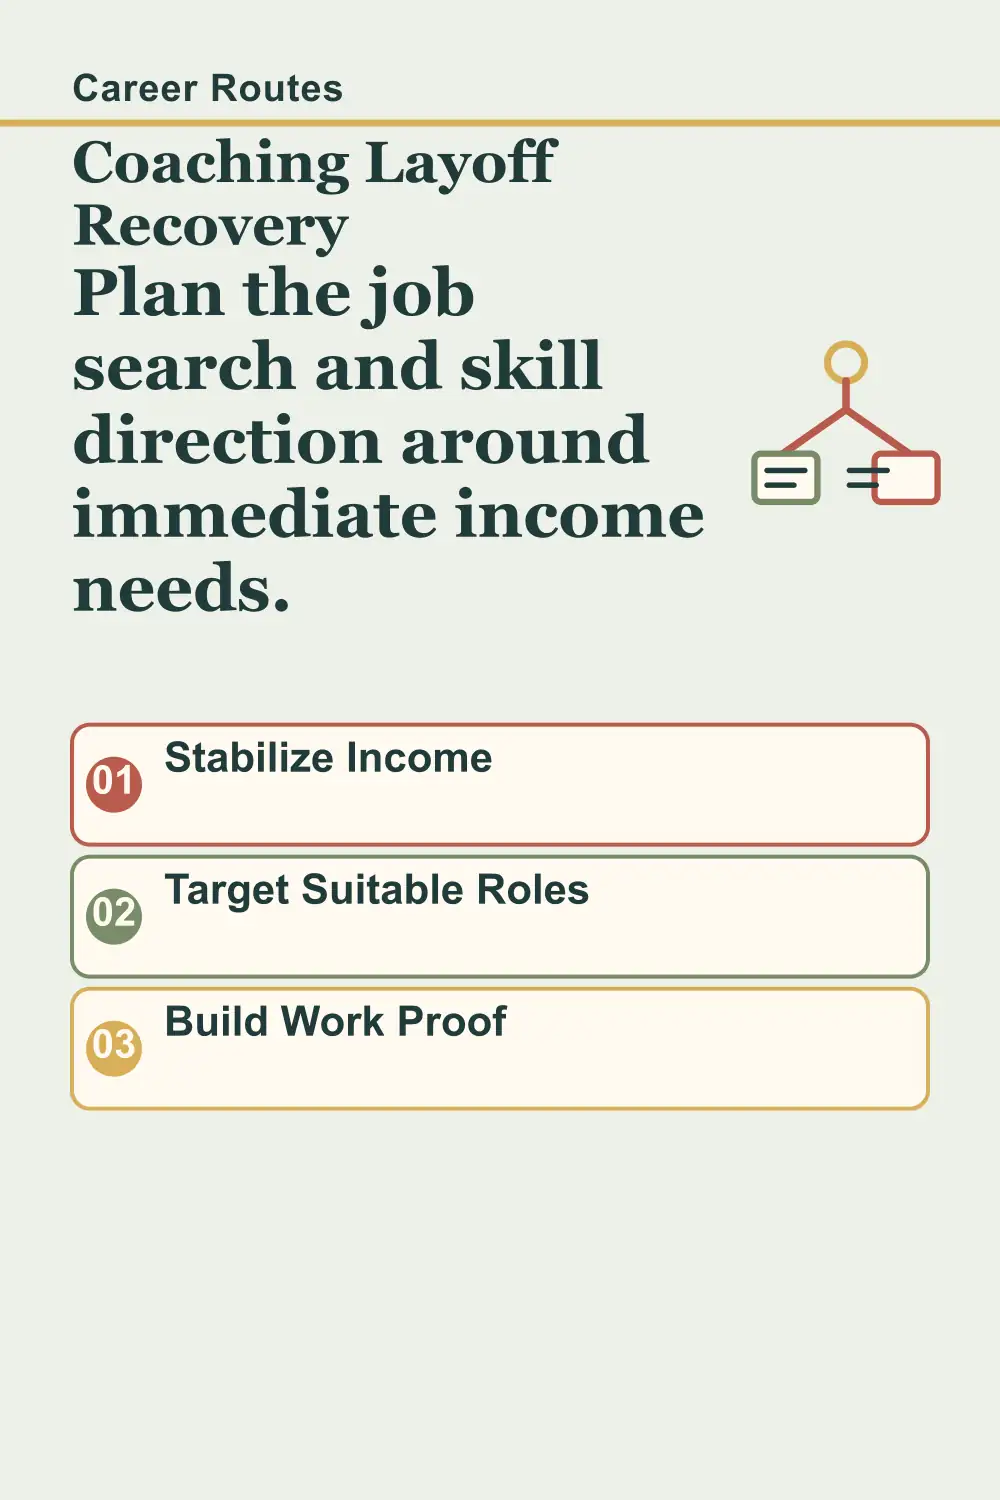 Career Routes
Coaching Layoff
Recovery
Plan the job
search and skill
direction around
immediate income
needs.
01 Stabilize Income
02 Target Suitable Roles
03 Build Work Proof